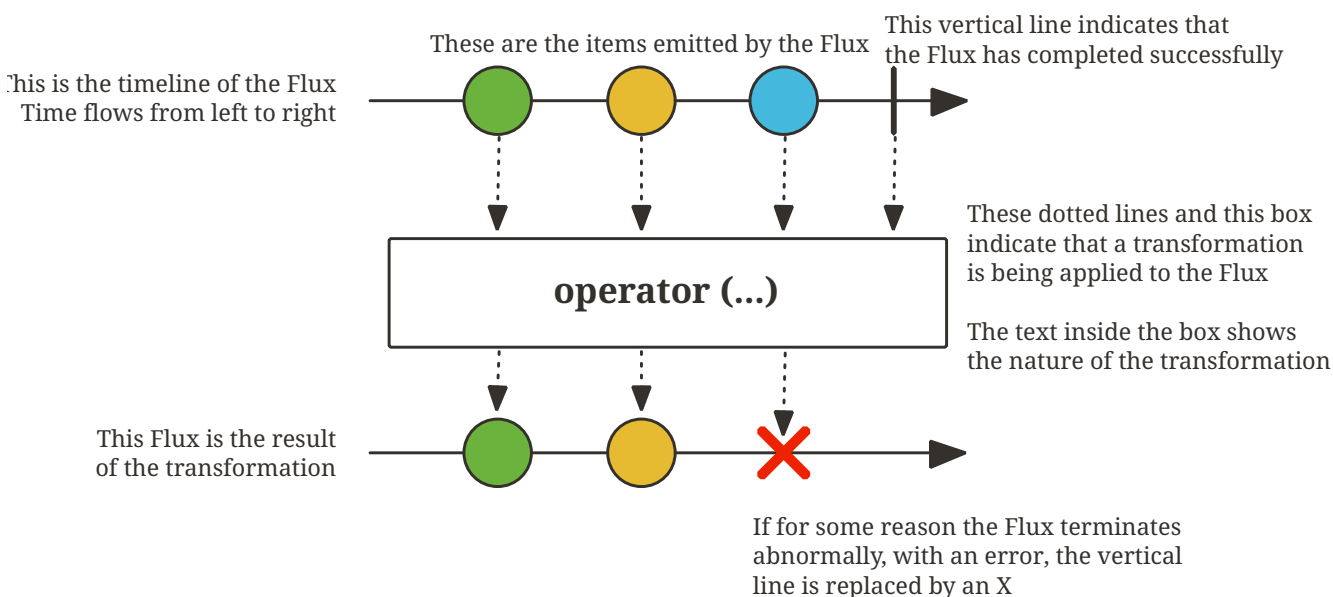 These are the items emitted by the Flux
This vertical line indicates that
the Flux has completed successfully
This is the timeline of the Flux
Time flows from left to right
These dotted lines and this box
indicate that a transformation
is being applied to the Flux
operator (...)
The text inside the box shows
the nature of the transformation
This Flux is the result
of the transformation
If for some reason the Flux terminates
abnormally, with an error, the vertical
line is replaced by an X